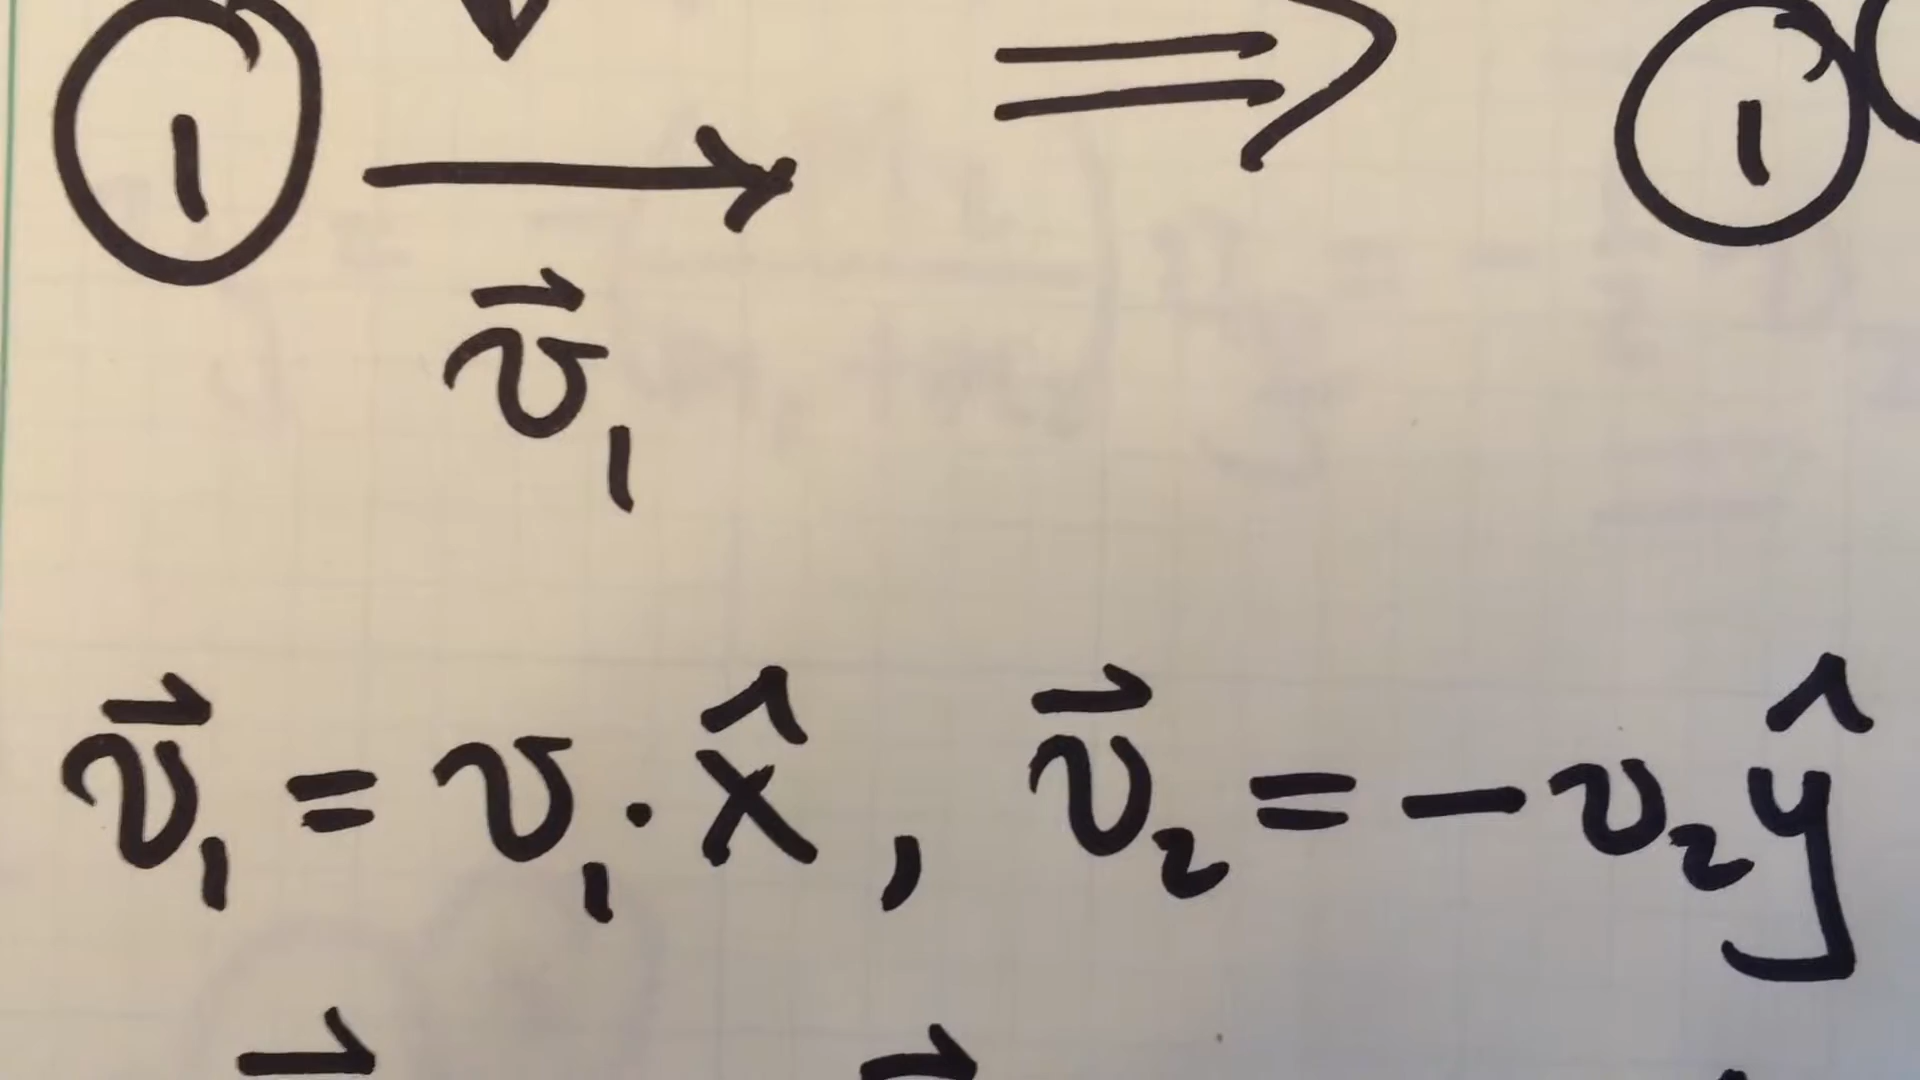 1 ⇒ 1
v⃗₁
v⃗₁ = v₁·x̂ , v⃗₂ = −v₂ŷ